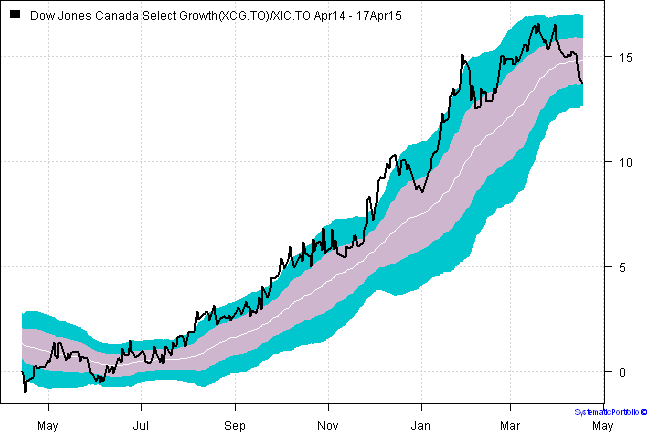 Dow Jones Canada Select Growth(XCG.TO)/XIC.TO Apr14 - 17Apr15
15
10
5
0
SystematicPortfolio ©
May Jul Sep Nov Jan Mar May